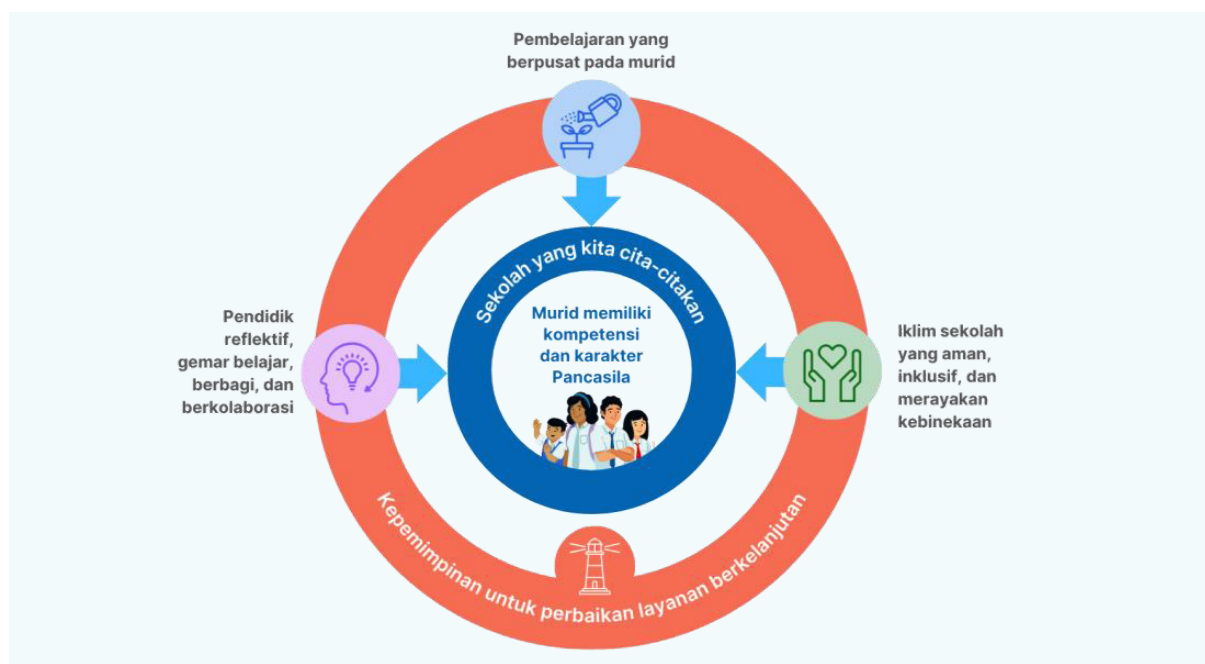 Pembelajaran yang
berpusat pada murid
Sekolah yang kita cita-citakan
Murid memiliki
kompetensi
dan karakter
Pancasila
Pendidik
reflektif,
gemar belajar,
berbagi, dan
berkolaborasi
Iklim sekolah
yang aman,
inklusif, dan
merayakan
kebinekaan
Kepemimpinan untuk perbaikan layanan berkelanjutan